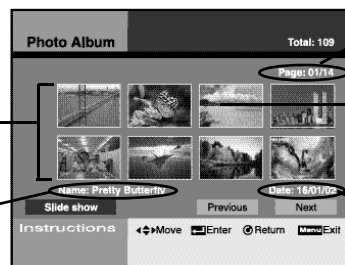 Photo Album Total: 109
Page: 01/14
Name: Pretty Butterfly Date: 16/01/02
Slide show Previous Next
Instructions Move Enter Return Menu Exit